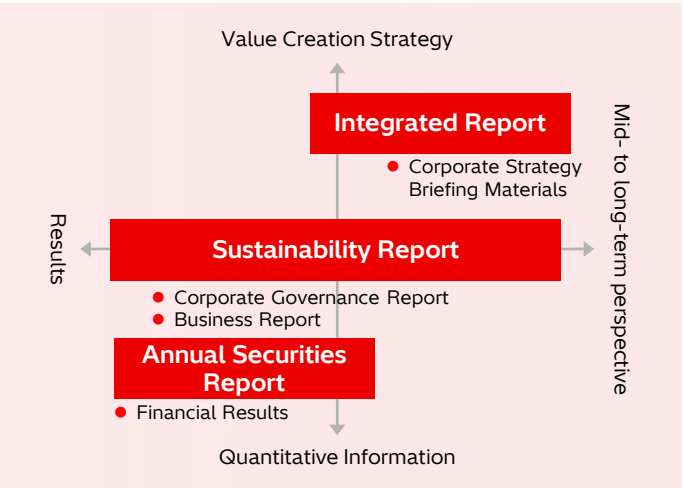 Value Creation Strategy
Integrated Report
● Corporate Strategy
Briefing Materials
Mid- to long-term perspective
Results
Sustainability Report
● Corporate Governance Report
● Business Report
Annual Securities
Report
● Financial Results
Quantitative Information